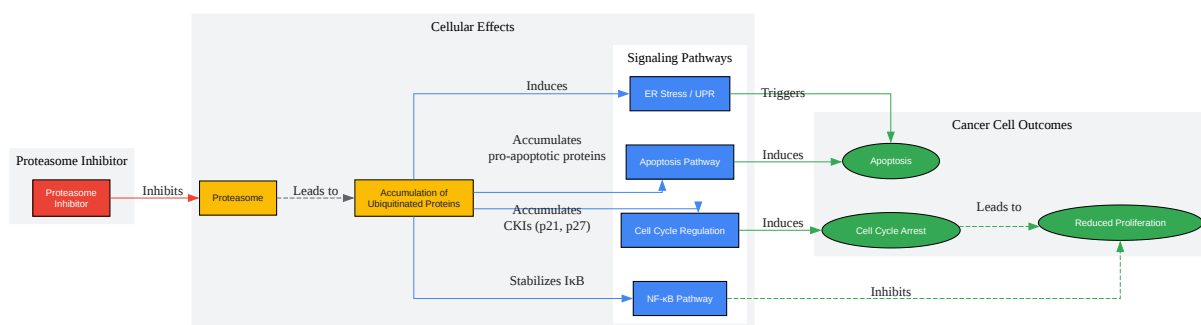 Cellular Effects
Signaling Pathways
Induces
ER Stress / UPR
Triggers
Cancer Cell Outcomes
Proteasome Inhibitor
Accumulates
pro-apoptotic proteins
Apoptosis Pathway
Induces
Apoptosis
Proteasome
Inhibitor
Inhibits
Proteasome
Leads to
Accumulation of
Ubiquitinated Proteins
Accumulates
CKIs (p21, p27)
Cell Cycle Regulation
Induces
Cell Cycle Arrest
Leads to
Reduced Proliferation
Stabilizes IκB
NF-κB Pathway
Inhibits